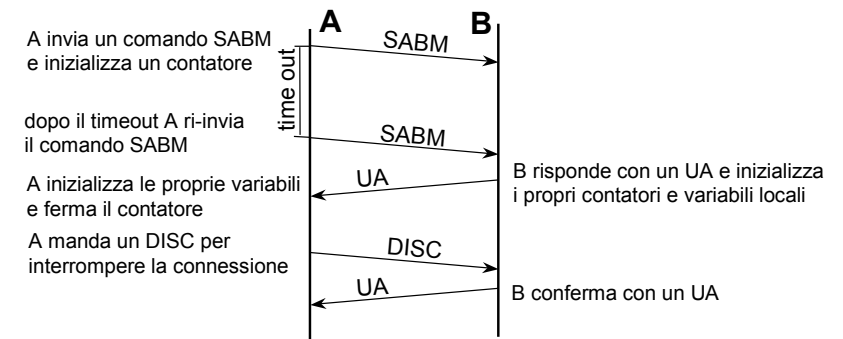 A
B
A invia un comando SABM
e inizializza un contatore
SABM
time out
dopo il timeout A ri-invia
il comando SABM
SABM
B risponde con un UA e inizializza
i propri contatori e variabili locali
UA
A inizializza le proprie variabili
e ferma il contatore
A manda un DISC per
interrompere la connessione
DISC
UA
B conferma con un UA